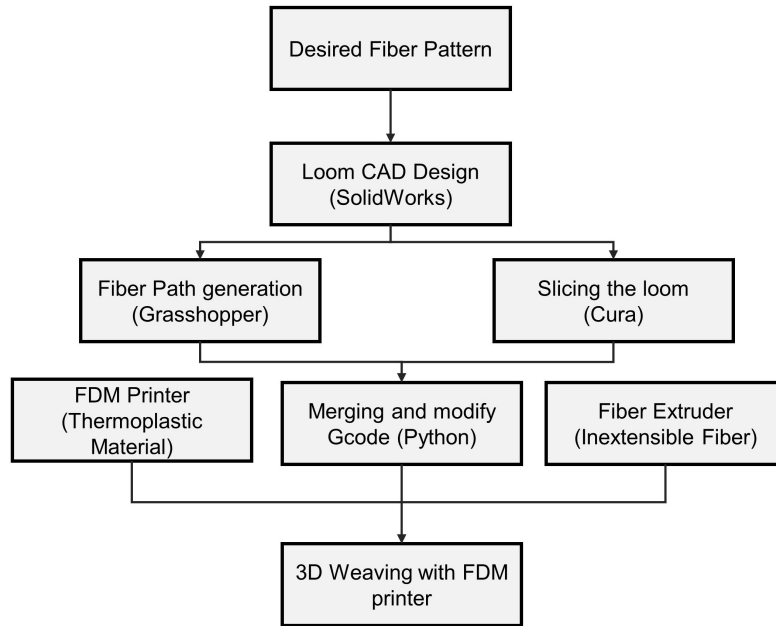 Desired Fiber Pattern
Loom CAD Design
(SolidWorks)
Fiber Path generation
(Grasshopper)
Slicing the loom
(Cura)
FDM Printer
(Thermoplastic
Material)
Merging and modify
Gcode (Python)
Fiber Extruder
(Inextensible Fiber)
3D Weaving with FDM
printer